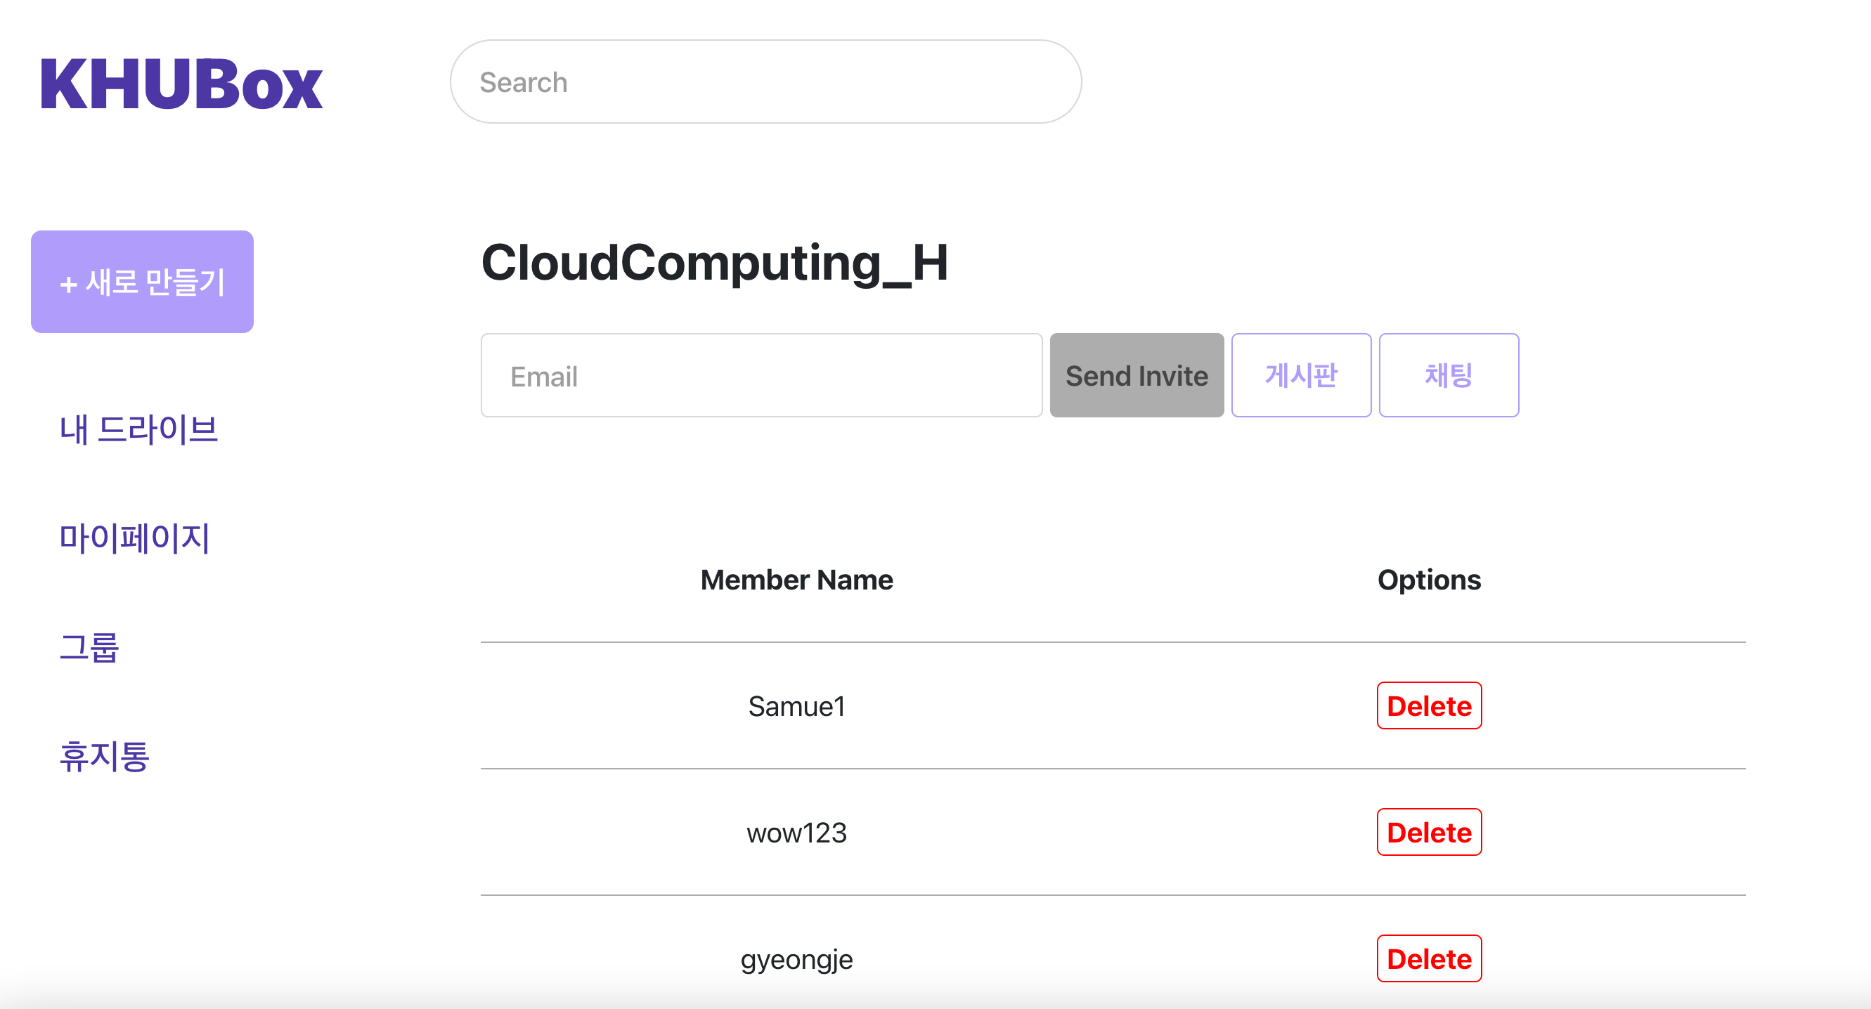 KHUBox
Search
+ 새로 만들기
내 드라이브
마이페이지
그룹
휴지통
CloudComputing_H
Email
Send Invite
게시판
채팅
Member Name Options
Samue1 Delete
wow123 Delete
gyeongje Delete